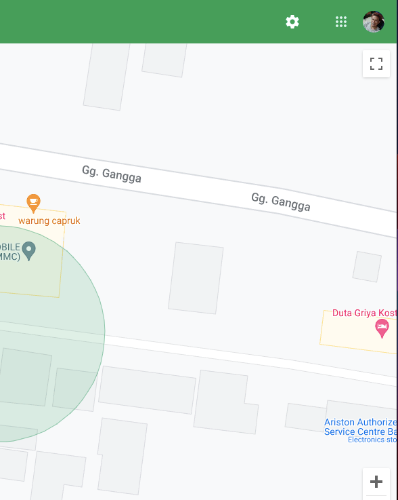 Gg. Gangga
Gg. Gangga
st
warung capruk
OBILE
MMC)
Duta Griya Kost
Ariston Authorize
Service Centre Ba
Electronics sto